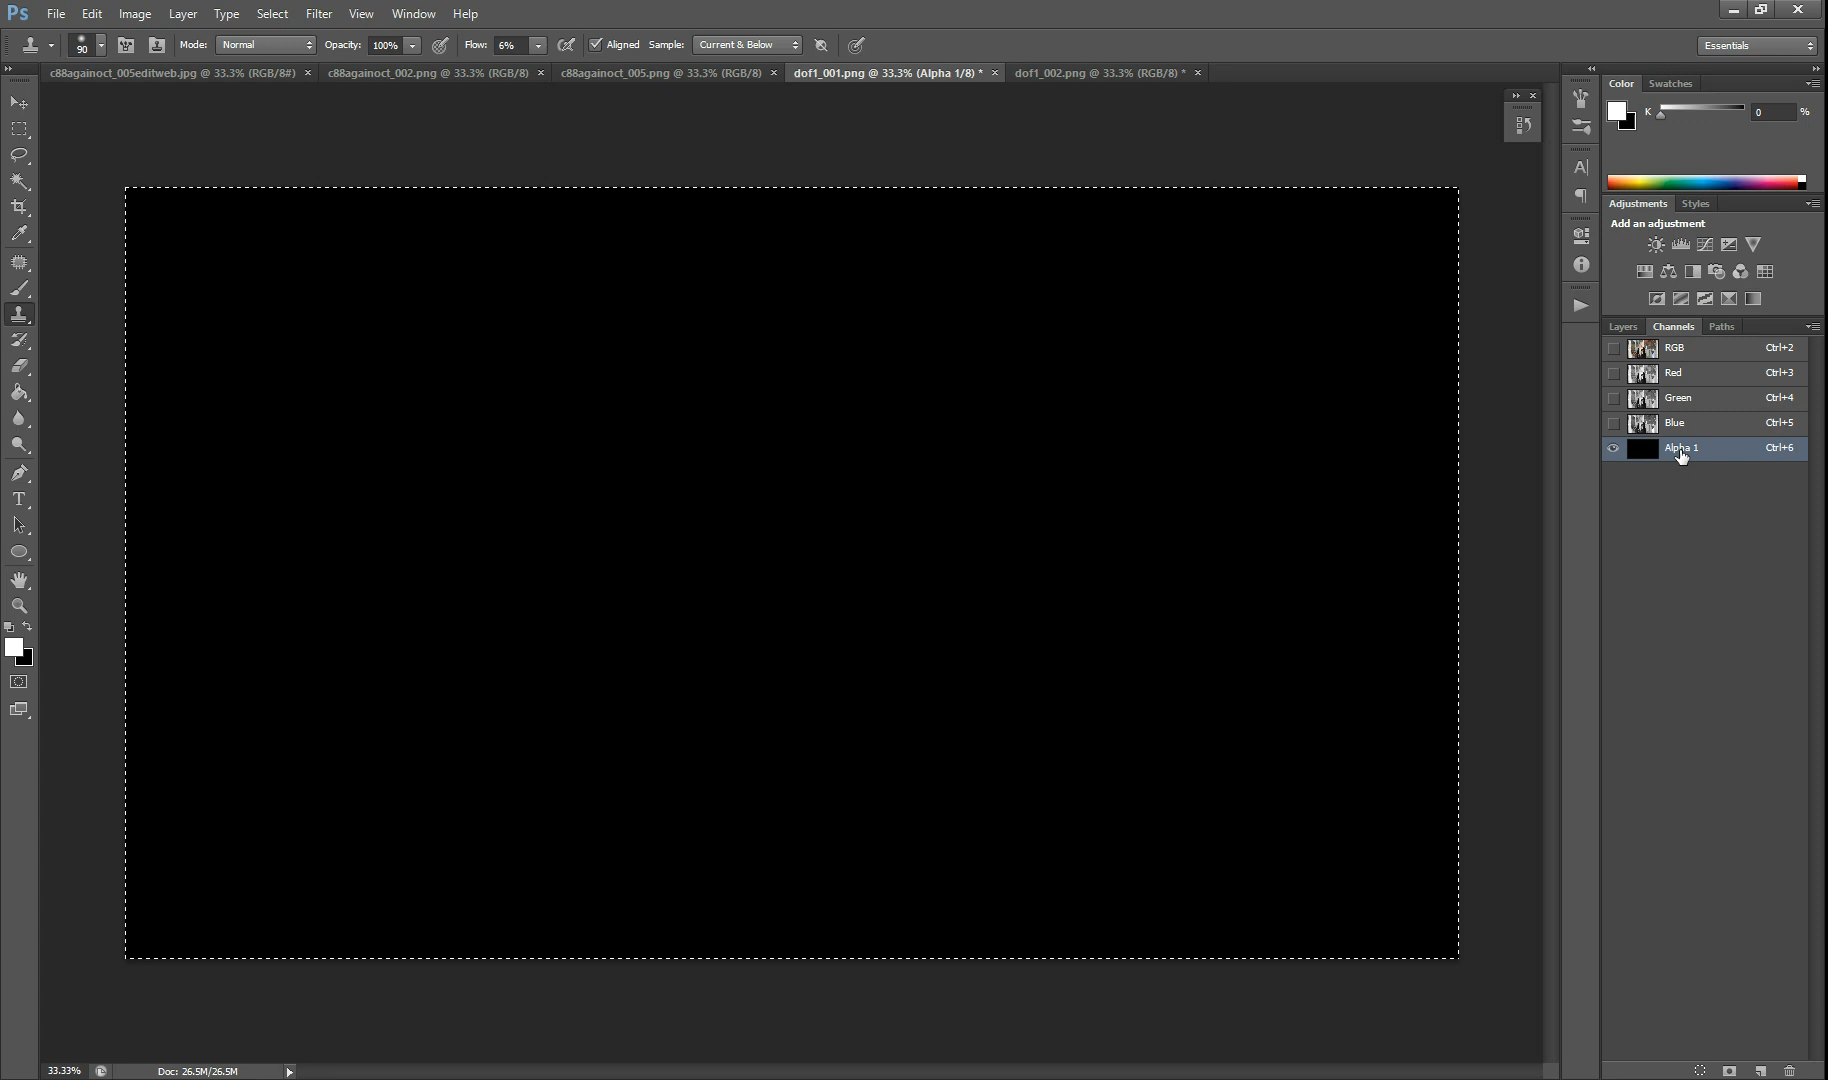 Ps File Edit Image Layer Type Select Filter View Window Help
90 Mode: Normal Opacity: 100% Flow: 6% Aligned Sample: Current & Below Essentials
c88againoct_005editweb.jpg @ 33.3% (RGB/8#) c88againoct_002.png @ 33.3% (RGB/8) c88againoct_005.png @ 33.3% (RGB/8) dof1_001.png @ 33.3% (Alpha 1/8) * dof1_002.png @ 33.3% (RGB/8) *
Color Swatches
K 0 %
Adjustments Styles
Add an adjustment
Layers Channels Paths
RGB Ctrl+2
Red Ctrl+3
Green Ctrl+4
Blue Ctrl+5
Alpha 1 Ctrl+6
33.33% Doc: 26.5M/26.5M